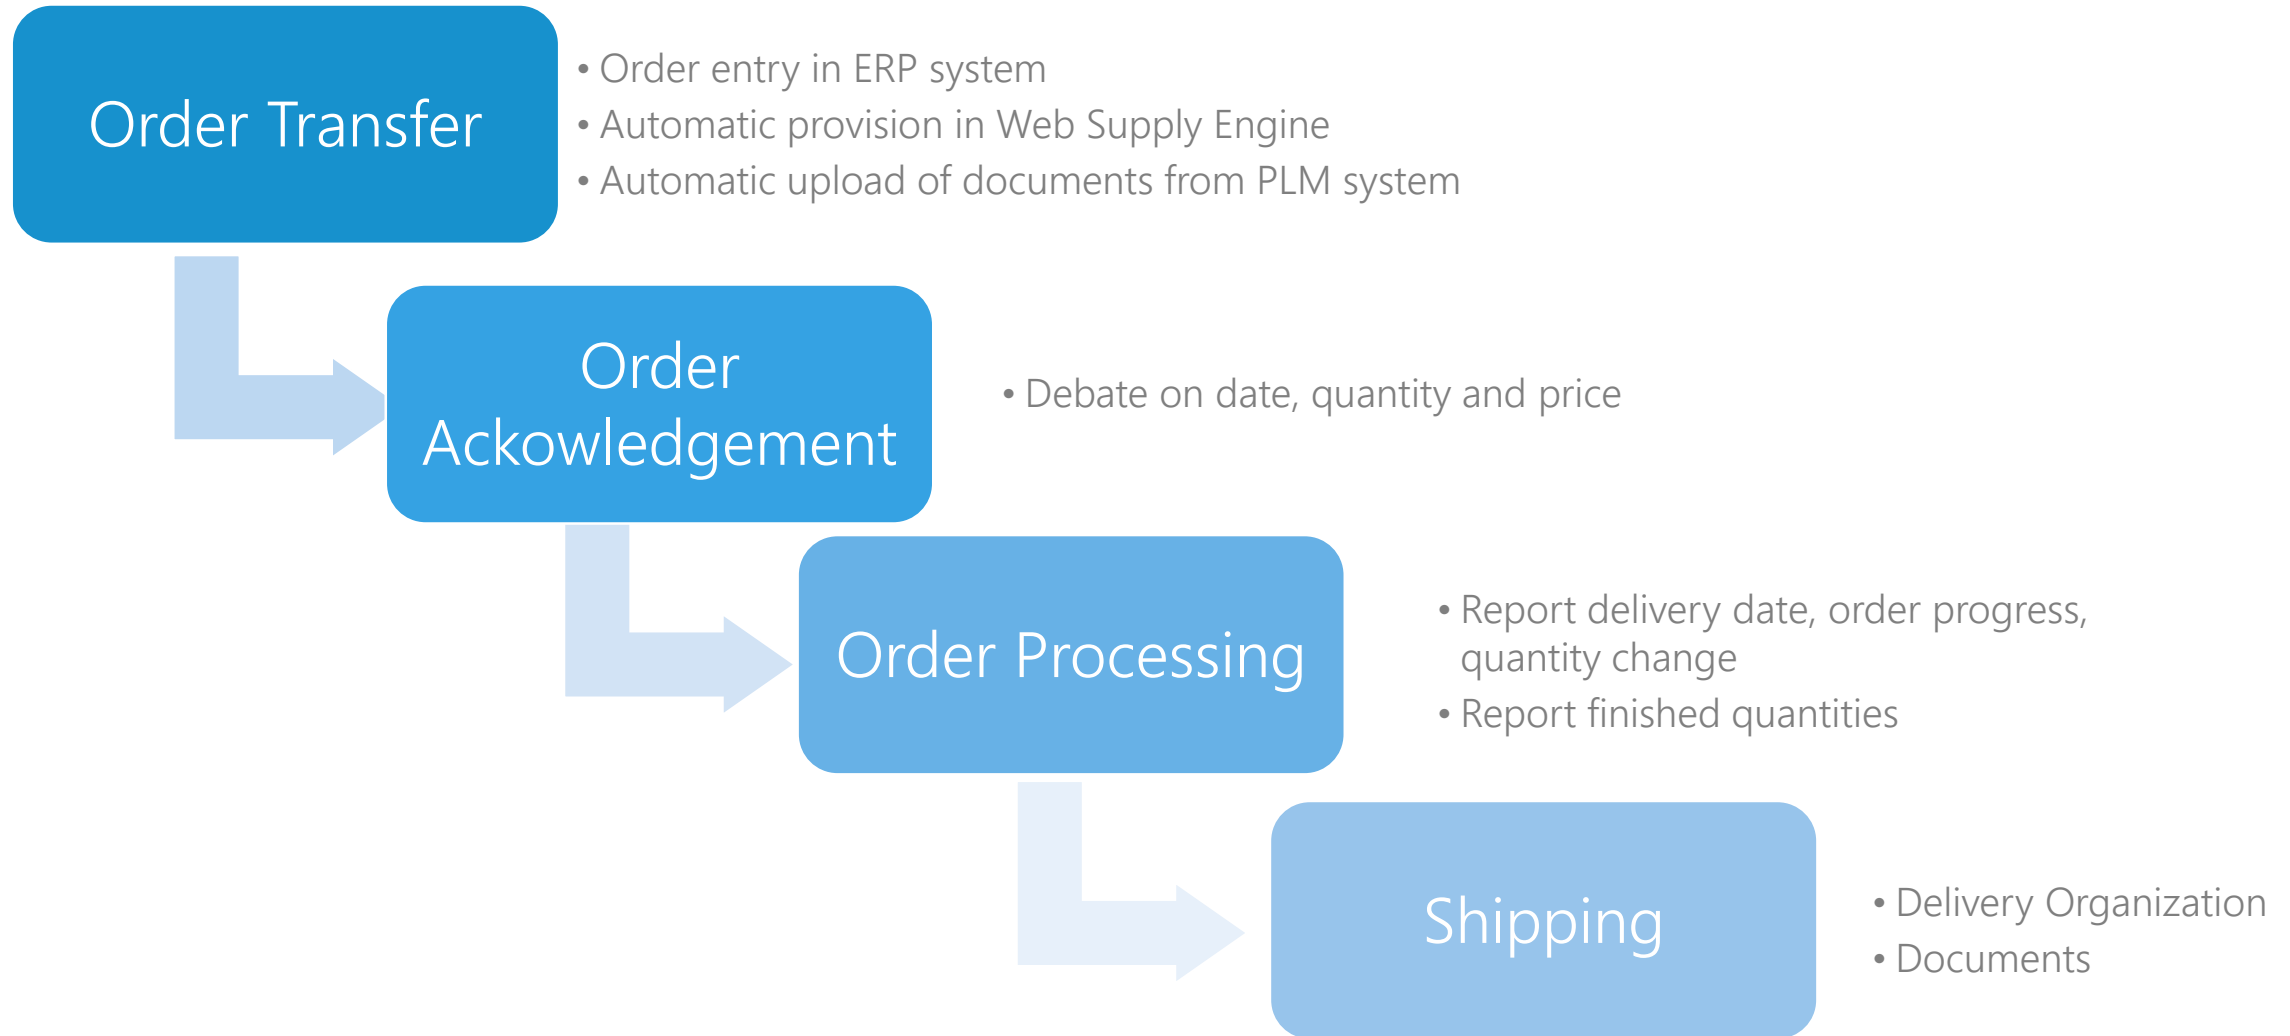 Order Transfer
• Order entry in ERP system
• Automatic provision in Web Supply Engine
• Automatic upload of documents from PLM system
Order
Ackowledgement
• Debate on date, quantity and price
Order Processing
• Report delivery date, order progress,
quantity change
• Report finished quantities
Shipping
• Delivery Organization
• Documents